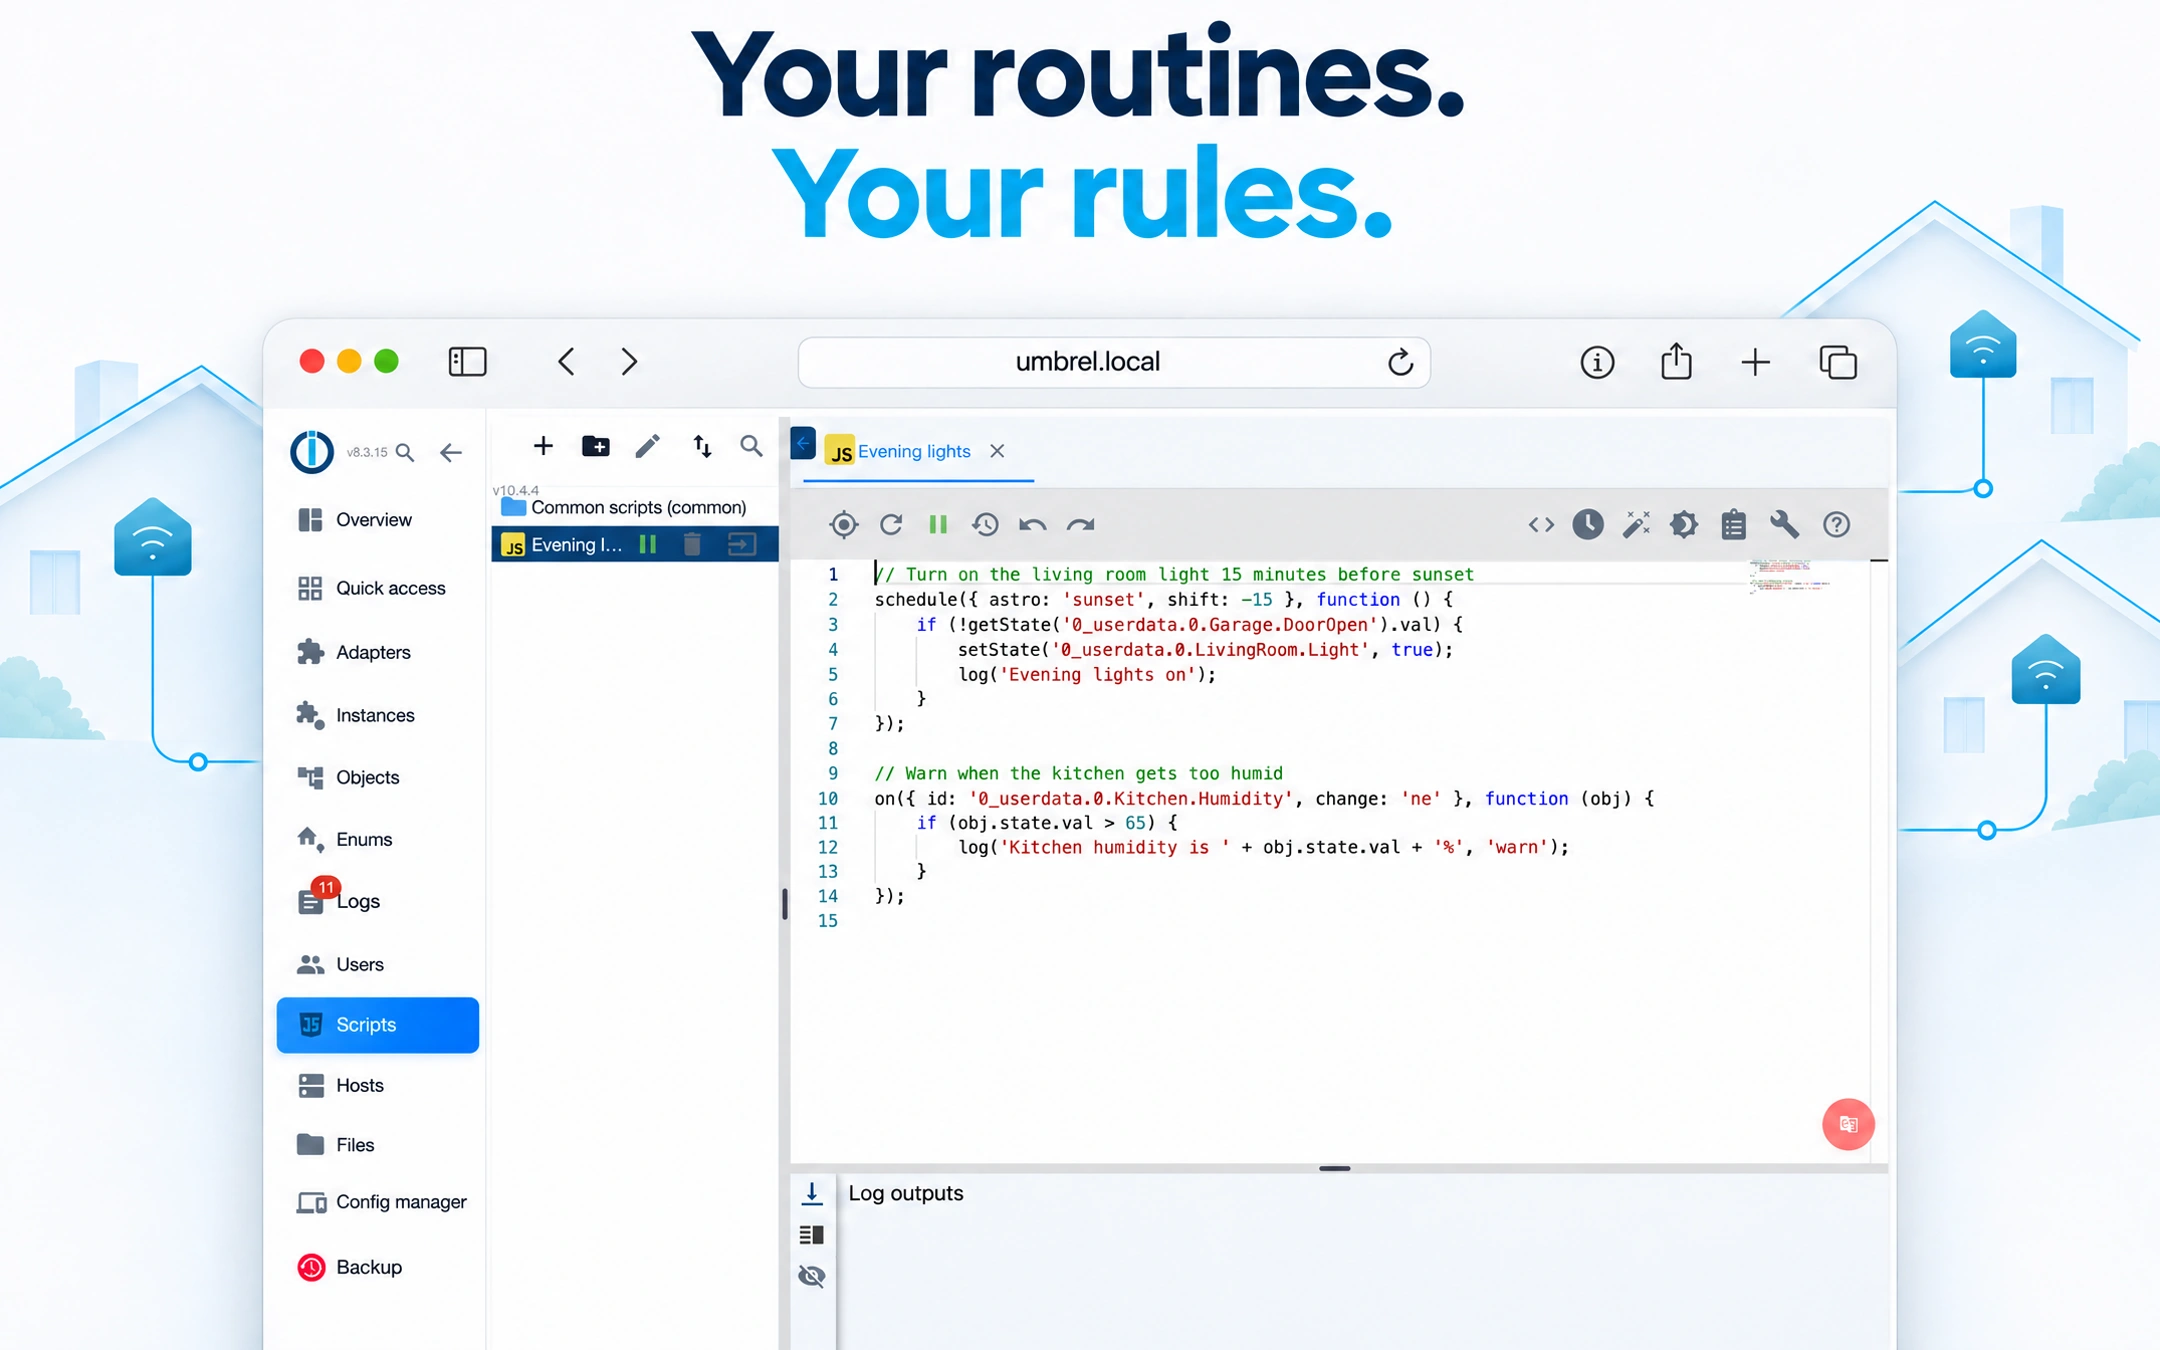 Your routines.
Your rules.
umbrel.local
v8.3.15
Overview
Quick access
Adapters
Instances
Objects
Enums
11
Logs
Users
Scripts
Hosts
Files
Config manager
Backup
v10.4.4
Common scripts (common)
JS Evening l...
JS Evening lights
1 // Turn on the living room light 15 minutes before sunset
2 schedule({ astro: 'sunset', shift: -15 }, function () {
3 if (!getState('0_userdata.0.Garage.DoorOpen').val) {
4 setState('0_userdata.0.LivingRoom.Light', true);
5 log('Evening lights on');
6 }
7 });
8
9 // Warn when the kitchen gets too humid
10 on({ id: '0_userdata.0.Kitchen.Humidity', change: 'ne' }, function (obj) {
11 if (obj.state.val > 65) {
12 log('Kitchen humidity is ' + obj.state.val + '%', 'warn');
13 }
14 });
15
Log outputs